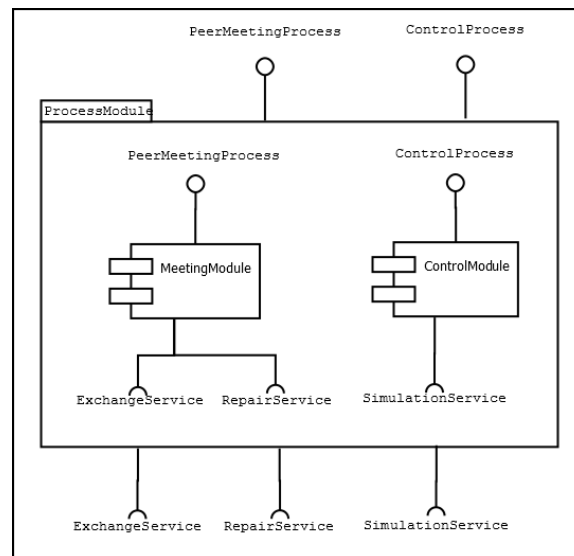 PeerMeetingProcess
ControlProcess
ProcessModule
PeerMeetingProcess
ControlProcess
MeetingModule
ControlModule
ExchangeService
RepairService
SimulationService
ExchangeService
RepairService
SimulationService